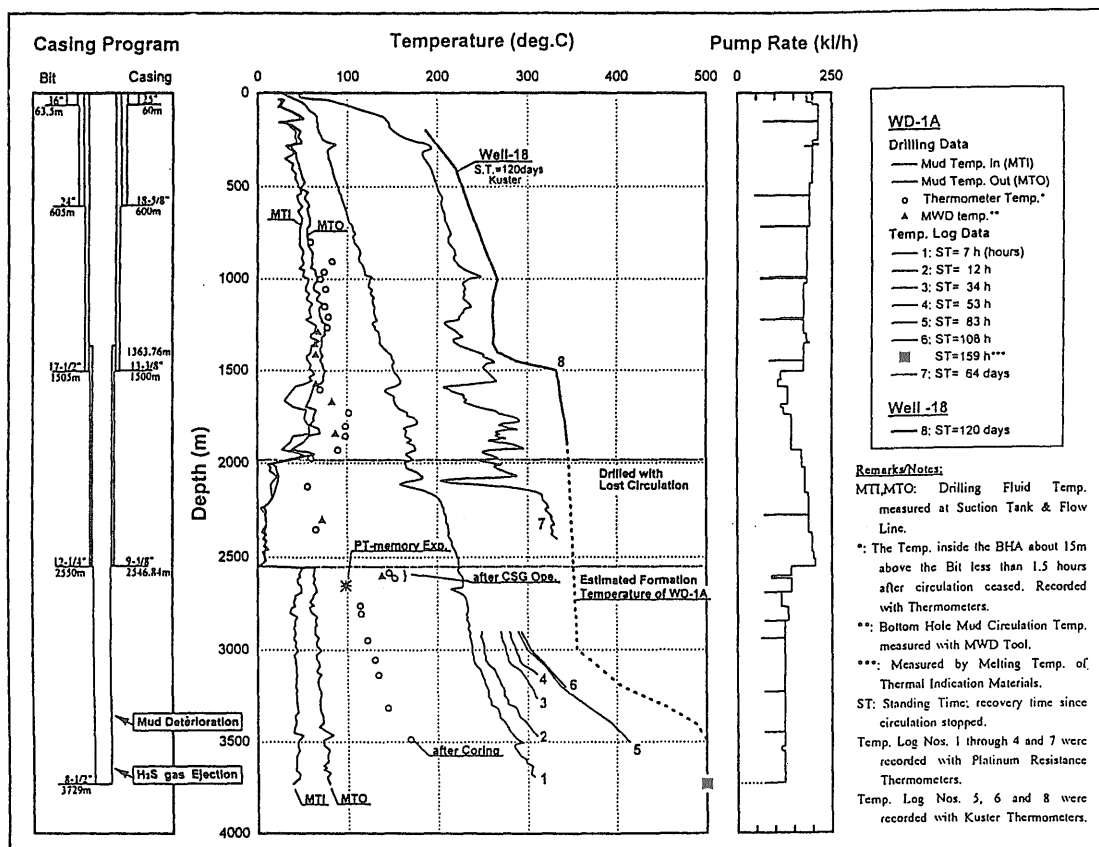 Casing Program
Bit
Casing
36"
63.5m
25"
60m
24"
605m
18-5/8"
600m
1363.76m
17-1/2"
1505m
13-3/8"
1500m
12-1/4"
2550m
9-5/8"
2546.84m
Mud Deterioration
H₂S gas Ejection
8-1/2"
3729m
Temperature (deg.C)
0
100
200
300
400
500
Depth (m)
0
500
1000
1500
2000
2500
3000
3500
4000
Well-18
S.T.=120days
Kuster
MTI
MTO
8
Drilled with
Lost Circulation
7
PT-memory Exp.
after CSG Ope.
Estimated Formation
Temperature of WD-1A
4
6
3
2
5
after Coring
1
MTI
MTO
Pump Rate (kl/h)
0
250
WD-1A
Drilling Data
Mud Temp. In (MTI)
Mud Temp. Out (MTO)
Thermometer Temp.*
MWD temp.**
Temp. Log Data
1: ST= 7 h (hours)
2: ST= 12 h
3: ST= 34 h
4: ST= 53 h
5: ST= 83 h
6: ST=108 h
ST=159 h***
7: ST= 64 days
Well -18
8: ST=120 days
Remarks/Notes:
MTI,MTO: Drilling Fluid Temp.
measured at Suction Tank & Flow
Line.
*: The Temp. inside the BHA about 15m
above the Bit less than 1.5 hours
after circulation ceased. Recorded
with Thermometers.
**: Bottom Hole Mud Circulation Temp.
measured with MWD Tool.
***: Measured by Melting Temp. of
Thermal Indication Materials.
ST: Standing Time; recovery time since
circulation stopped.
Temp. Log Nos. 1 through 4 and 7 were
recorded with Platinum Resistance
Thermometers.
Temp. Log Nos. 5, 6 and 8 were
recorded with Kuster Thermometers.